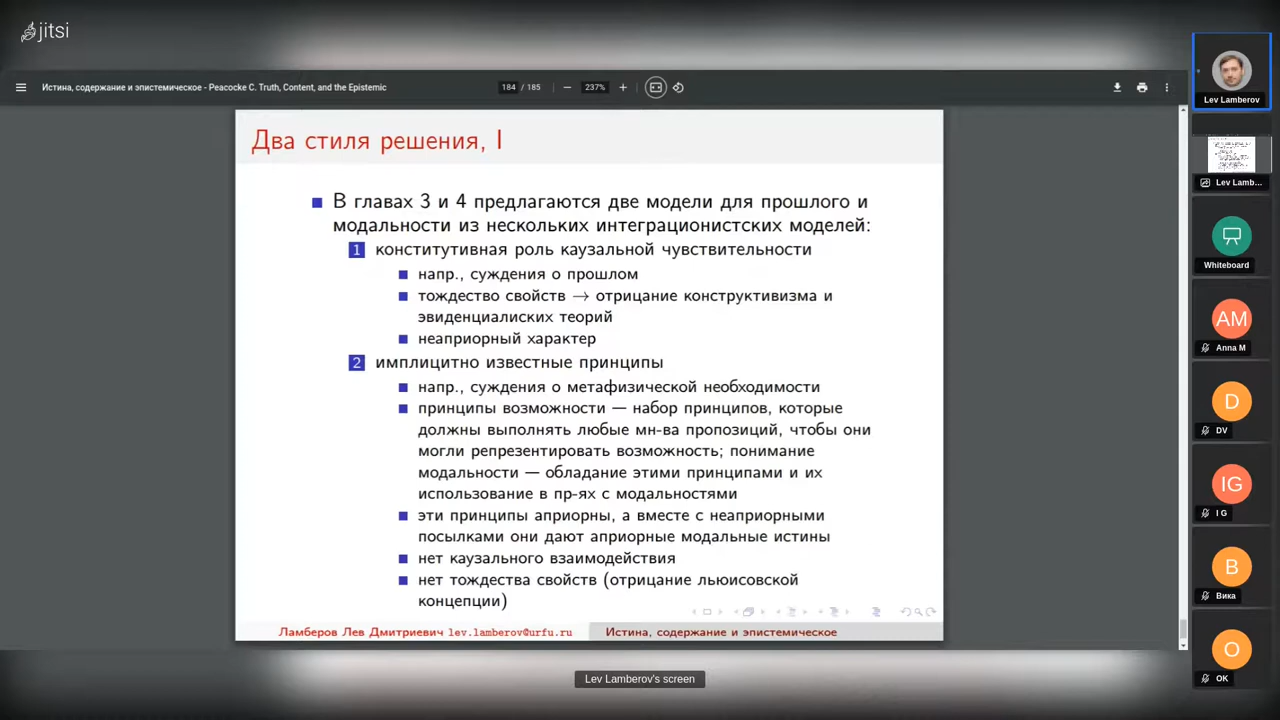 jitsi
Истина, содержание и эпистемическое - Peacocke C. Truth, Content, and the Epistemic
184 / 185
237%
Два стиля решения, I
В главах 3 и 4 предлагаются две модели для прошлого и
модальности из нескольких интеграционистских моделей:
1 конститутивная роль каузальной чувствительности
напр., суждения о прошлом
тождество свойств → отрицание конструктивизма и
эвиденциалиских теорий
неаприорный характер
2 имплицитно известные принципы
напр., суждения о метафизической необходимости
принципы возможности — набор принципов, которые
должны выполнять любые мн-ва пропозиций, чтобы они
могли репрезентировать возможность; понимание
модальности — обладание этими принципами и их
использование в пр-ях с модальностями
эти принципы априорны, а вместе с неаприорными
посылками они дают априорные модальные истины
нет каузального взаимодействия
нет тождества свойств (отрицание льюисовской
концепции)
Ламберов Лев Дмитриевич lev.lamberov@urfu.ru
Истина, содержание и эпистемическое
Lev Lamberov's screen
Lev Lamberov
Lev Lamb...
Whiteboard
AM
Anna M
D
DV
IG
I G
B
Вика
O
OK